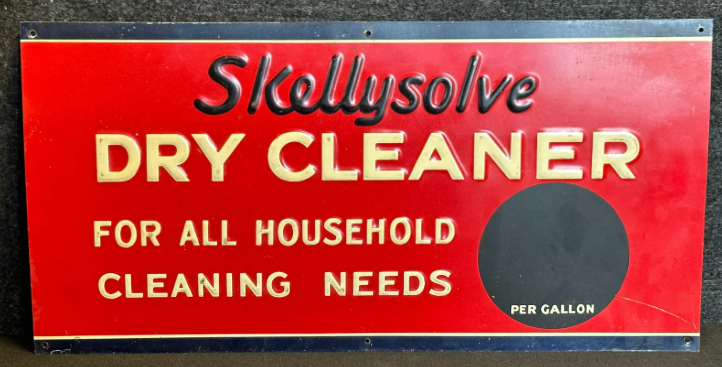 Skellysolve
DRY CLEANER
FOR ALL HOUSEHOLD
CLEANING NEEDS
PER GALLON